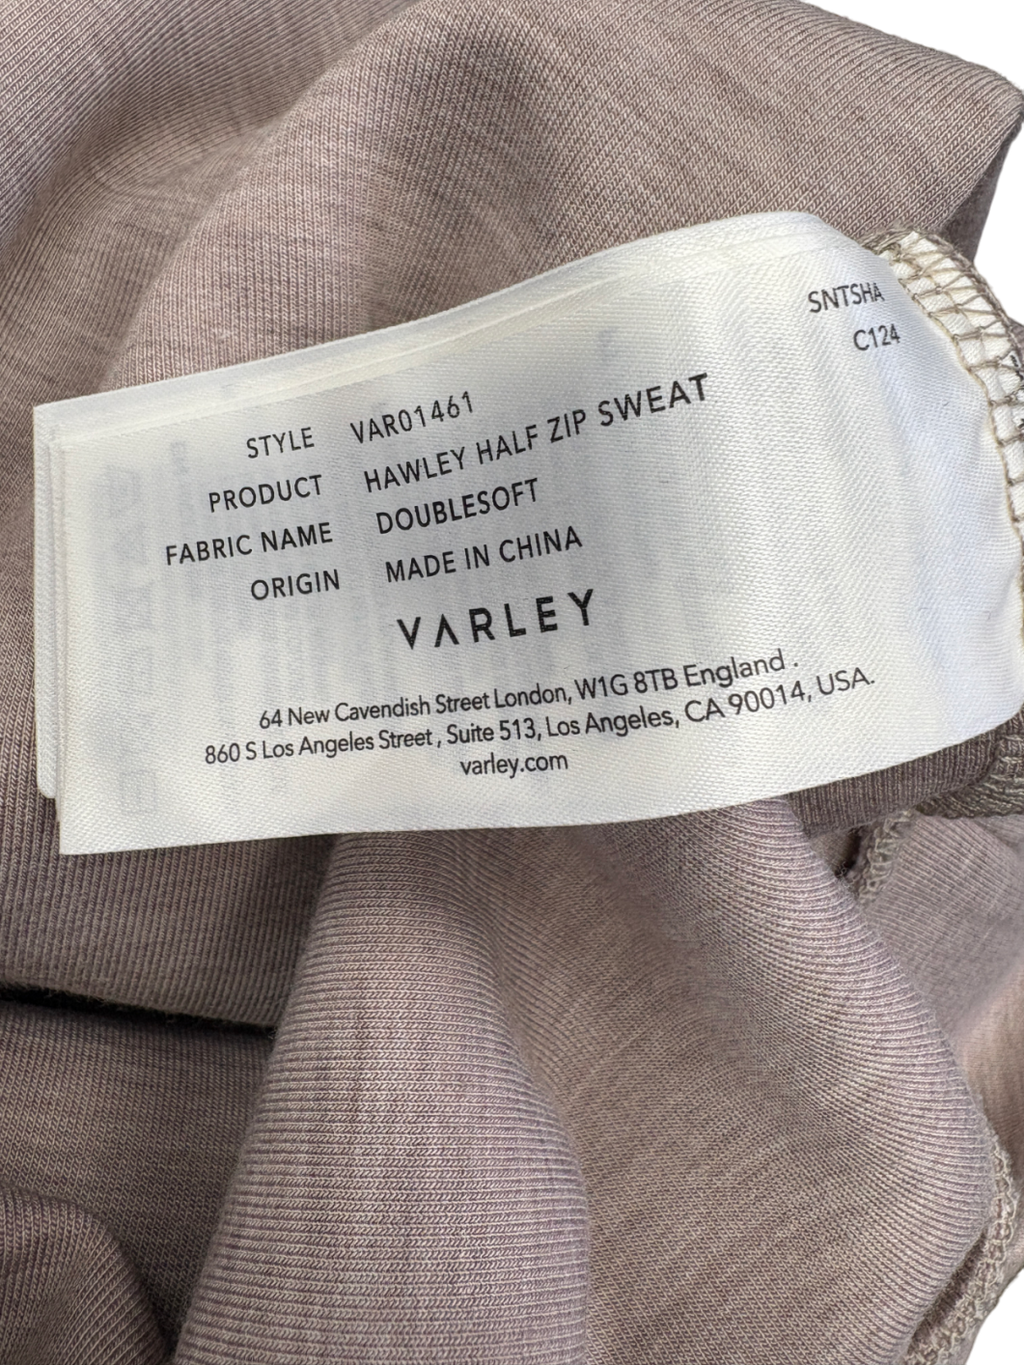 SNTSHA
C124
STYLE VAR01461
PRODUCT HAWLEY HALF ZIP SWEAT
FABRIC NAME DOUBLESOFT
ORIGIN MADE IN CHINA
VARLEY
64 New Cavendish Street London, W1G 8TB England .
860 S Los Angeles Street , Suite 513, Los Angeles, CA 90014, USA.
varley.com